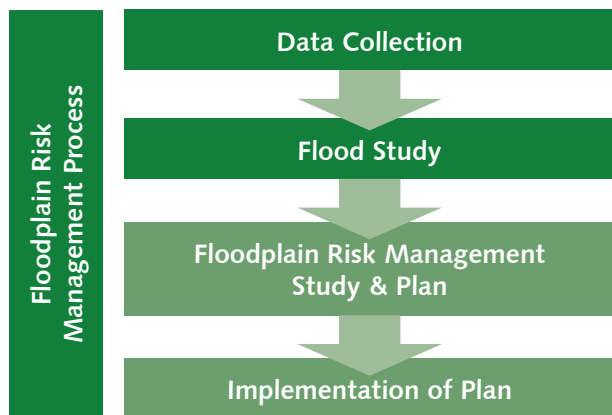 Floodplain Risk
Management Process
Data Collection
Flood Study
Floodplain Risk Management
Study & Plan
Implementation of Plan